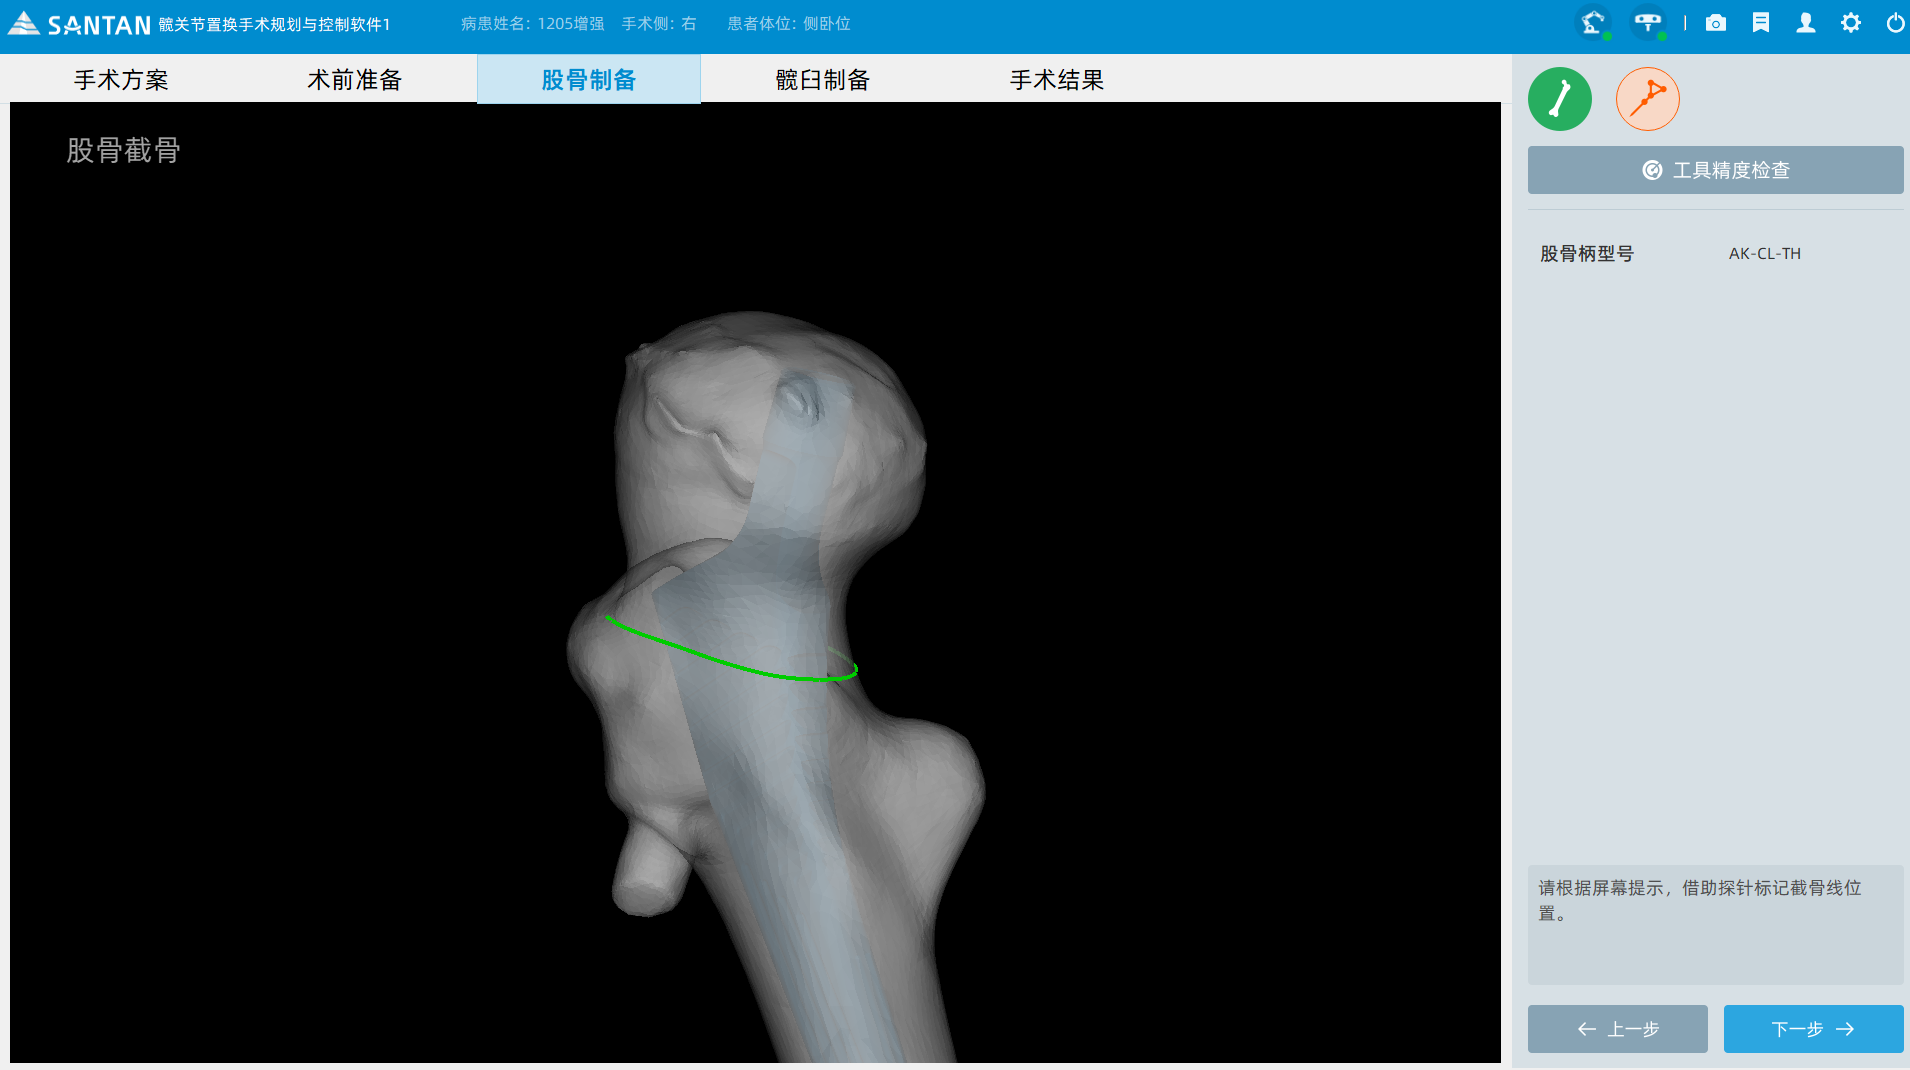 SANTAN 髋关节置换手术规划与控制软件1 病患姓名: 1205增强 手术侧: 右 患者体位: 侧卧位
手术方案 术前准备 股骨制备 髋臼制备 手术结果
股骨截骨
工具精度检查
股骨柄型号 AK-CL-TH
请根据屏幕提示，借助探针标记截骨线位
置。
← 上一步 下一步 →